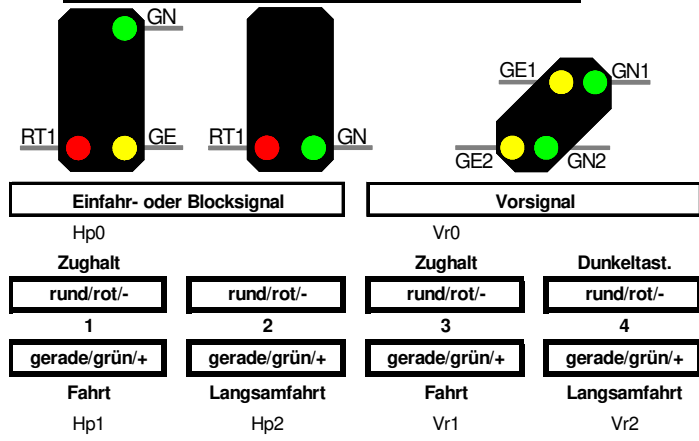 GN
GE1 GN1
RT1 GE RT1 GN
GE2 GN2
Einfahr- oder Blocksignal Vorsignal
Hp0 Vr0
Zughalt Zughalt Dunkeltast.
rund/rot/- rund/rot/- rund/rot/- rund/rot/-
1 2 3 4
gerade/grün/+ gerade/grün/+ gerade/grün/+ gerade/grün/+
Fahrt Langsamfahrt Fahrt Langsamfahrt
Hp1 Hp2 Vr1 Vr2